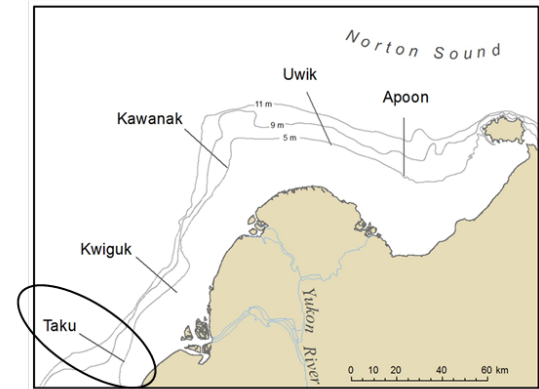 Norton Sound
Uwik
Apoon
11 m
Kawanak
9 m
5 m
Kwiguk
Taku
Yukon River
0 10 20 40 60 km